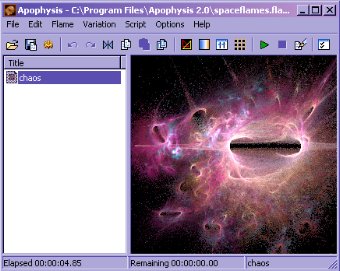 Apophysis - C:\Program Files\Apophysis 2.0\spaceflames.fla...
File Edit Flame Variation Script Options Help
Title
chaos
Elapsed 00:00:04.85 Remaining 00:00:00.00 chaos